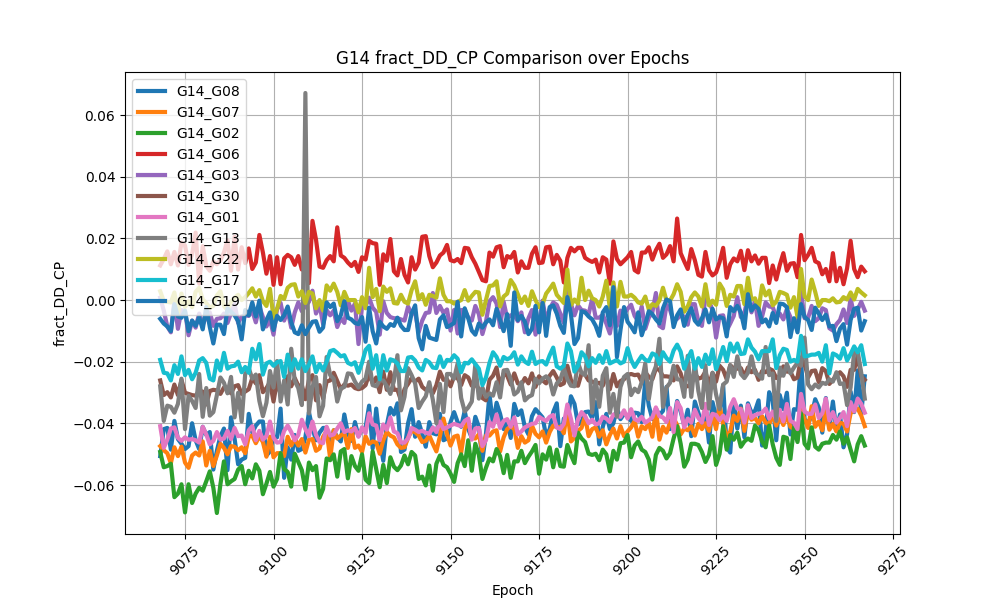 G14 fract_DD_CP Comparison over Epochs
G14_G08
G14_G07
G14_G02
G14_G06
G14_G03
G14_G30
G14_G01
G14_G13
G14_G22
G14_G17
G14_G19
0.06
0.04
0.02
0.00
−0.02
−0.04
−0.06
fract_DD_CP
9075
9100
9125
9150
9175
9200
9225
9250
9275
Epoch